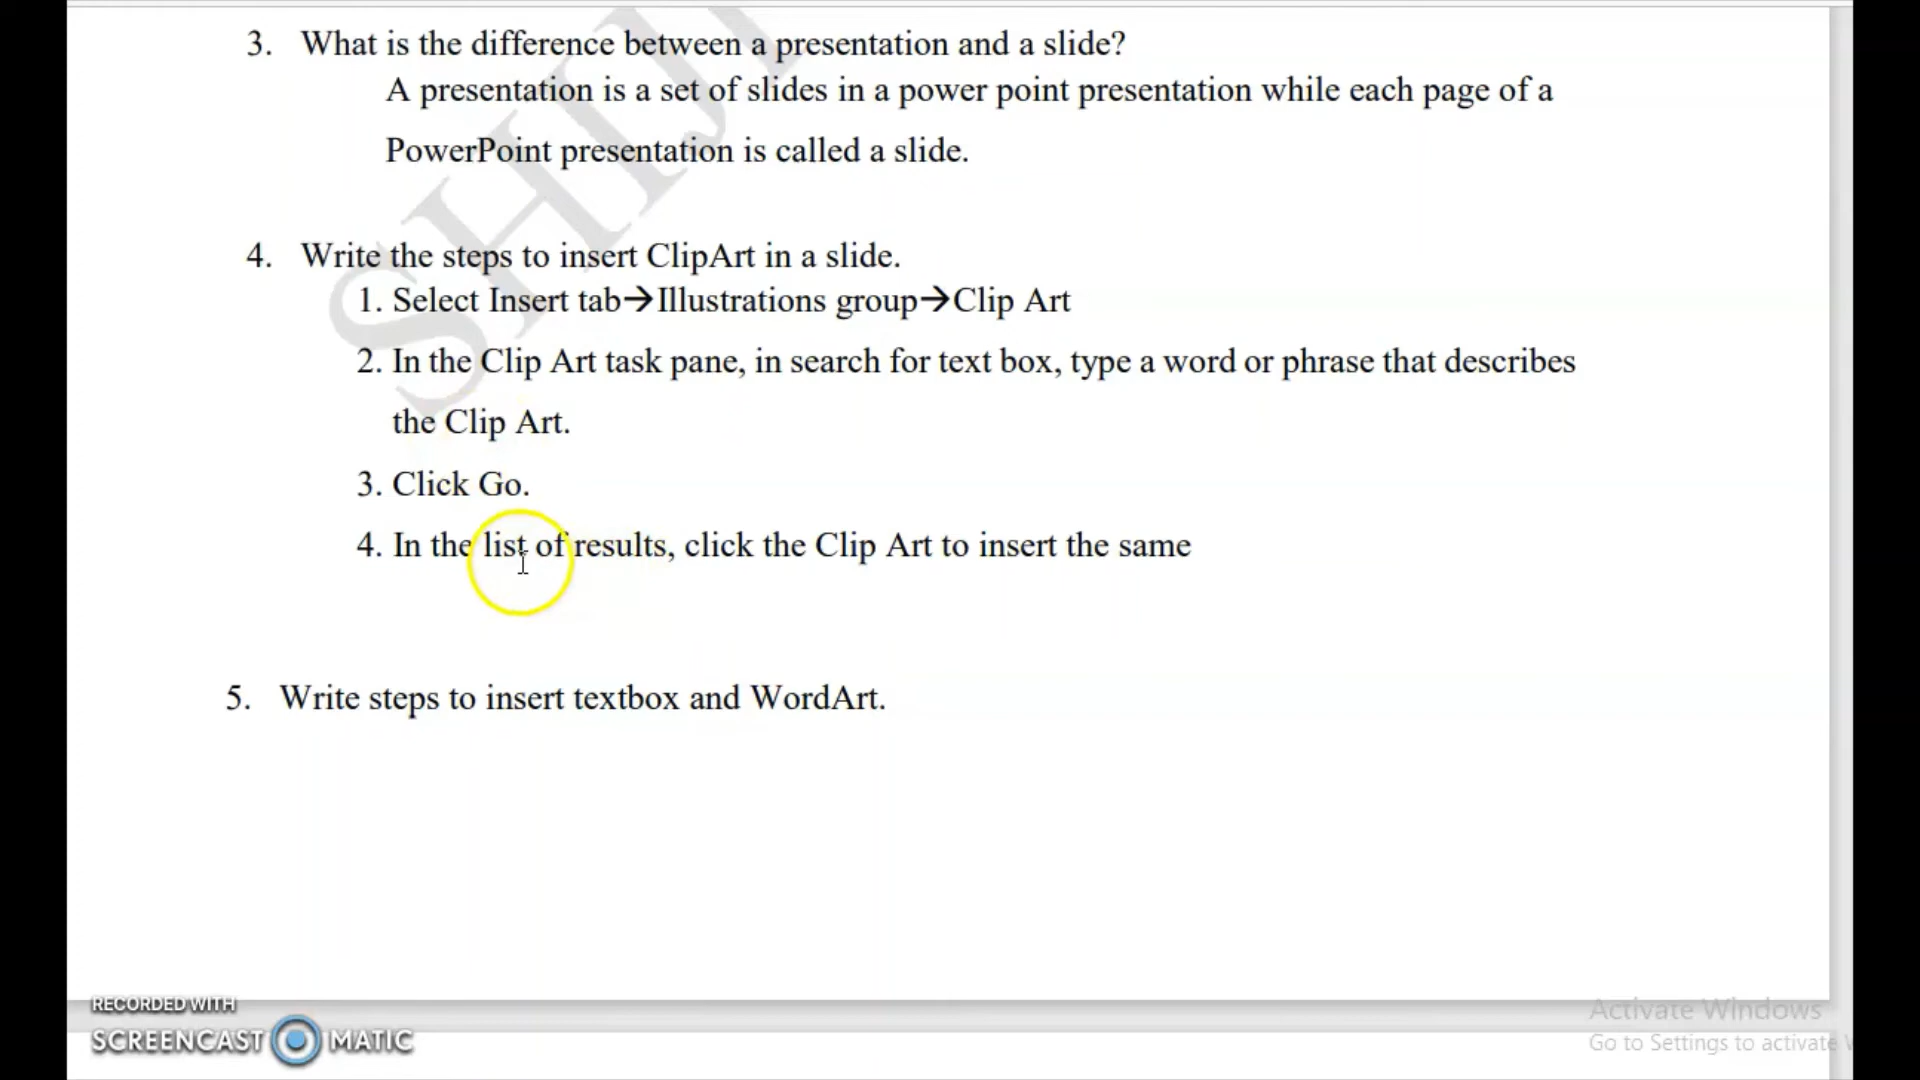 3. What is the difference between a presentation and a slide?
A presentation is a set of slides in a power point presentation while each page of a
PowerPoint presentation is called a slide.
4. Write the steps to insert ClipArt in a slide.
1. Select Insert tab→Illustrations group→Clip Art
2. In the Clip Art task pane, in search for text box, type a word or phrase that describes
the Clip Art.
3. Click Go.
4. In the list of results, click the Clip Art to insert the same
5. Write steps to insert textbox and WordArt.
RECORDED WITH
SCREENCAST MATIC
Activate Windows
Go to Settings to activate